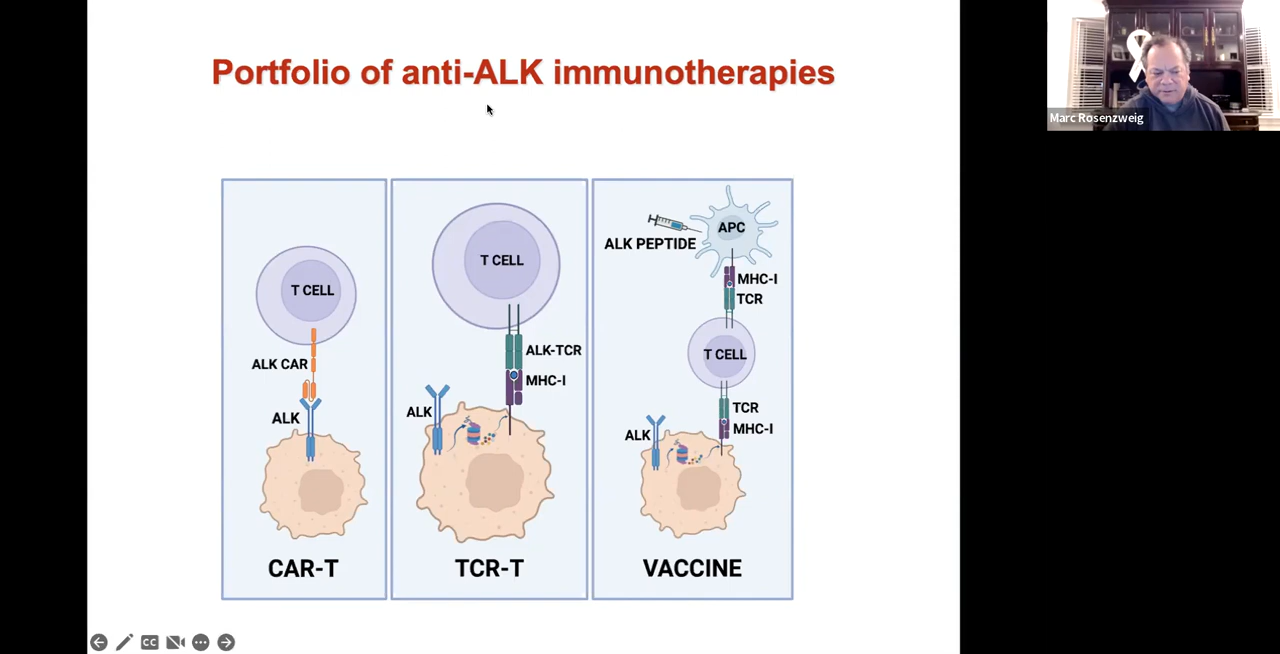 Portfolio of anti-ALK immunotherapies
Marc Rosenzweig
T CELL
ALK CAR
ALK
CAR-T
T CELL
ALK-TCR
MHC-I
ALK
TCR-T
APC
ALK PEPTIDE
MHC-I
TCR
T CELL
TCR
MHC-I
ALK
VACCINE
CC